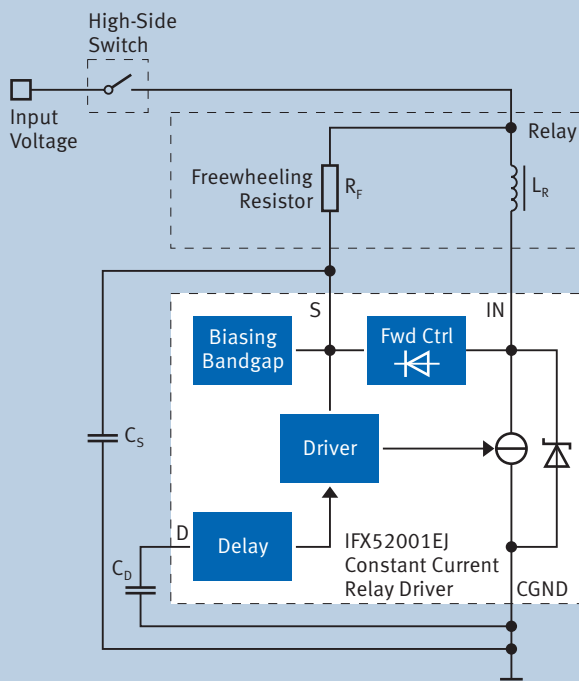 High-Side
Switch
Input
Voltage
Relay
Freewheeling
Resistor
R_F
L_R
S
IN
Biasing
Bandgap
Fwd Ctrl
C_S
Driver
D
Delay
C_D
IFX52001EJ
Constant Current
Relay Driver
CGND